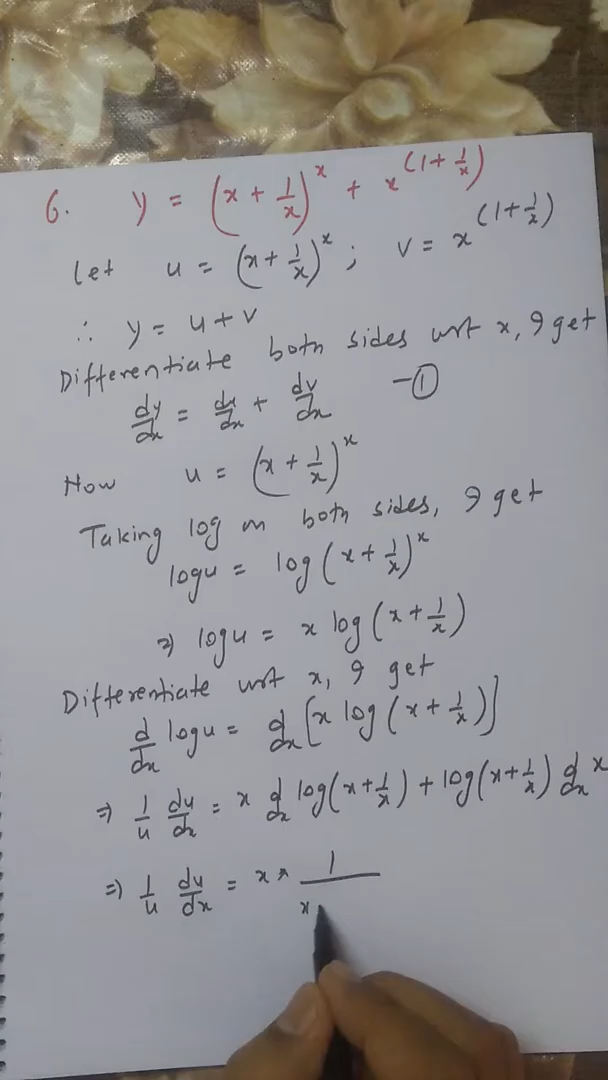 6. y = (x + 1/x)^x + x^(1 + 1/x)
Let u = (x + 1/x)^x ; v = x^(1 + 1/x)
∴ y = u + v
Differentiate both sides wrt x, I get
dy/dx = du/dx + dv/dx - ①
Now u = (x + 1/x)^x
Taking log on both sides, I get
log u = log (x + 1/x)^x
⇒ log u = x log (x + 1/x)
Differentiate wrt x, I get
d/dx log u = d/dx [x log (x + 1/x)]
⇒ 1/u du/dx = x d/dx log (x + 1/x) + log (x + 1/x) d/dx x
⇒ 1/u du/dx = x * 1/x